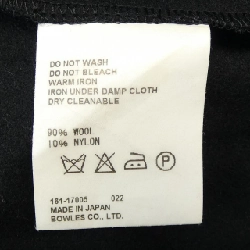 DO NOT WASH
DO NOT BLEACH
WARM IRON
IRON UNDER DAMP CLOTH
DRY CLEANABLE
90% WOOL
10% NYLON
181-17035 022
MADE IN JAPAN
BOWLES CO., LTD.